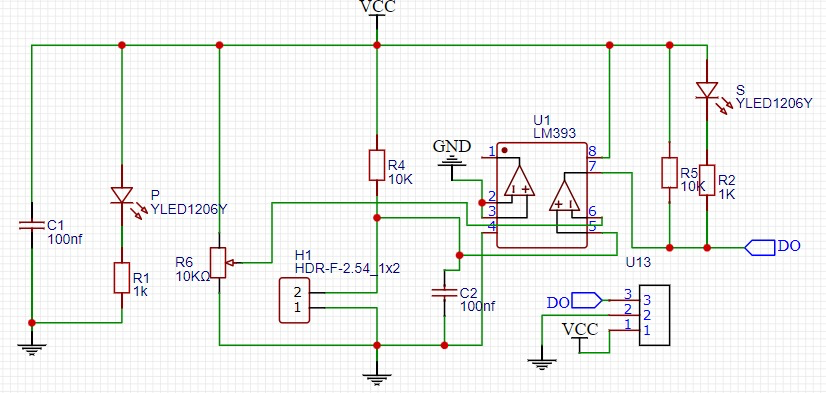 VCC
S
YLED1206Y
U1
LM393
GND
1
8
7
R4
10K
P
YLED1206Y
R5
10K
R2
1K
2
3
4
6
5
C1
100nf
R6
10KΩ
H1
HDR-F-2.54_1x2
DO
U13
R1
1k
2
1
C2
100nf
DO
3
3
2
2
VCC
1
1